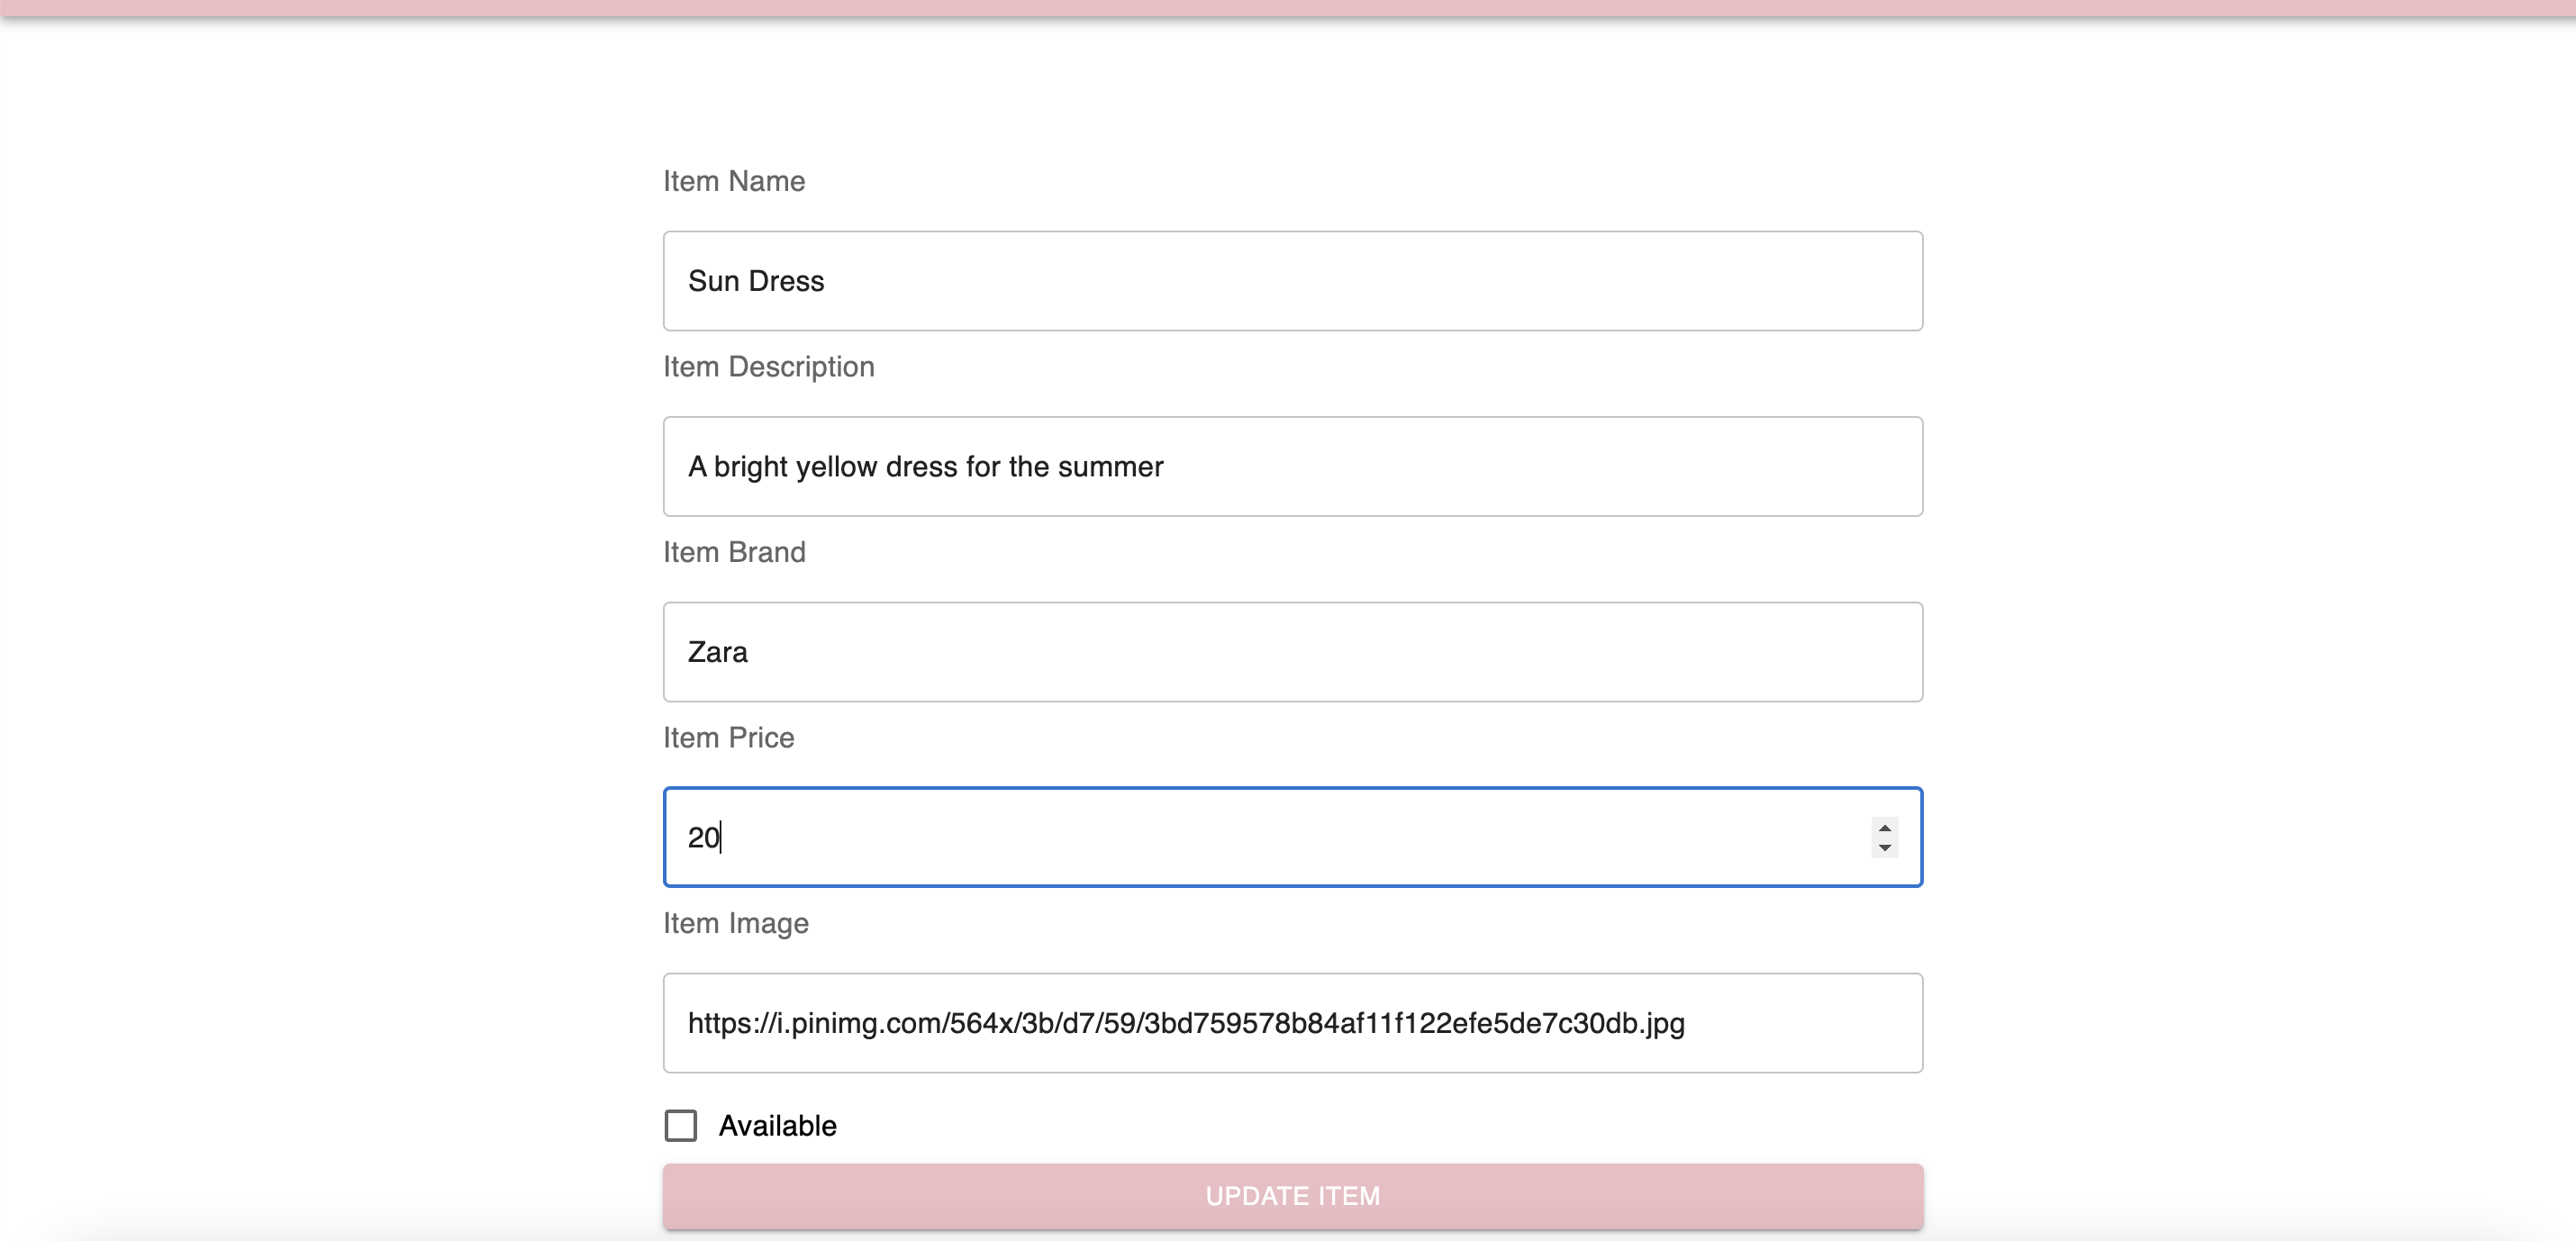 Item Name
Sun Dress
Item Description
A bright yellow dress for the summer
Item Brand
Zara
Item Price
20
Item Image
https://i.pinimg.com/564x/3b/d7/59/3bd759578b84af11f122efe5de7c30db.jpg
Available
UPDATE ITEM